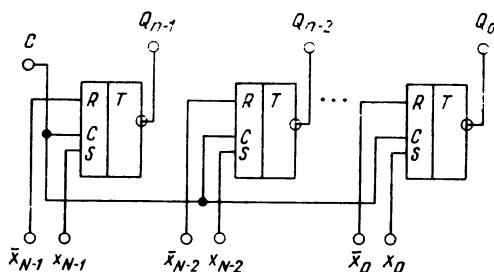 C Q_{n-1} Q_{n-2} Q_0
R T R T ... R T
C C C
S S S
x̄_{N-1} x_{N-1} x̄_{N-2} x_{N-2} x̄_0 x_0